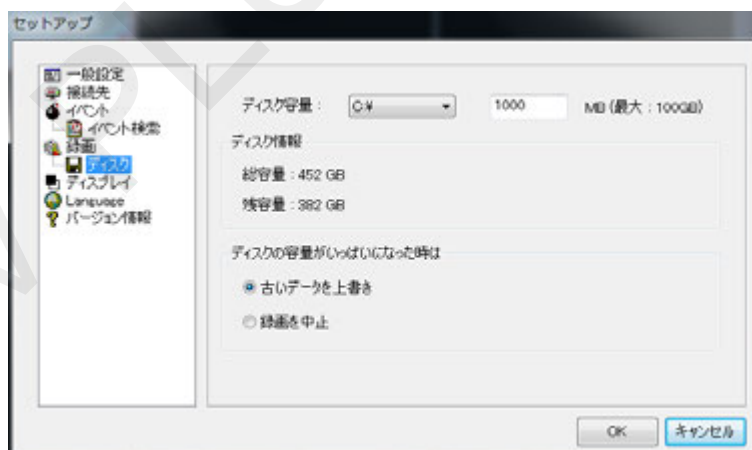 セットアップ
一般設定
接続先
イベント
イベント検索
録画
ディスク
ディスプレイ
Language
バージョン情報
ディスク容量 : C:¥ 1000 MB (最大 : 100GB)
ディスク情報
総容量 : 452 GB
残容量 : 382 GB
ディスクの容量がいっぱいになった時は
古いデータを上書き
録画を中止
OK キャンセル